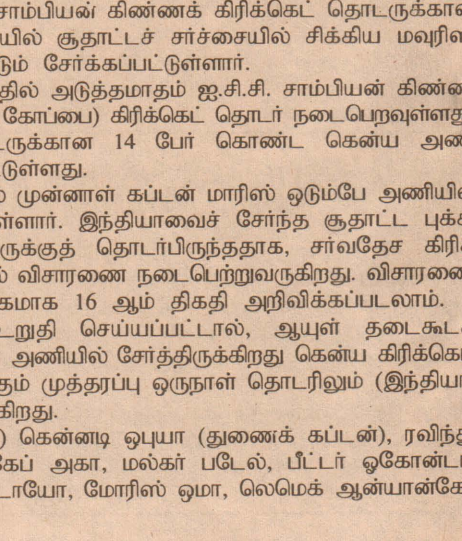 சாம்பியன் கிண்ணக் கிரிக்கெட் தொடருக்கான
யில் சூதாட்டச் சர்ச்சையில் சிக்கிய மவுரிஸ
டும் சேர்க்கப்பட்டுள்ளார்.
தில் அடுத்தமாதம் ஐ.சி.சி. சாம்பியன் கிண்ண
கோப்பை) கிரிக்கெட் தொடர் நடைபெறவுள்ளது
டருக்கான 14 பேர் கொண்ட கென்ய அண
டுள்ளது.
முன்னாள் கப்டன் மாரிஸ் ஒடும்பே அணியில
ள்ளார். இந்தியாவைச் சேர்ந்த சூதாட்ட புக்க
ருக்குத் தொடர்பிருந்ததாக, சர்வதேச கிரிக
விசாரணை நடைபெற்றுவருகிறது. விசாரணை
கமாக 16 ஆம் திகதி அறிவிக்கப்படலாம்.
உறுதி செய்யப்பட்டால், ஆயுள் தடைகூட
அணியில் சேர்த்திருக்கிறது கென்ய கிரிக்கெ
தம் முத்தரப்பு ஒருநாள் தொடரிலும் (இந்தியா
கிறது.
) கென்னடி ஒபுயா (துணைக் கப்டன்), ரவிந்து
கேப் அகா, மல்கர் படேல், பீட்டர் ஓகோன்ட
டாயோ, மோரிஸ் ஒமா, லெமெக் ஆன்யான்கே